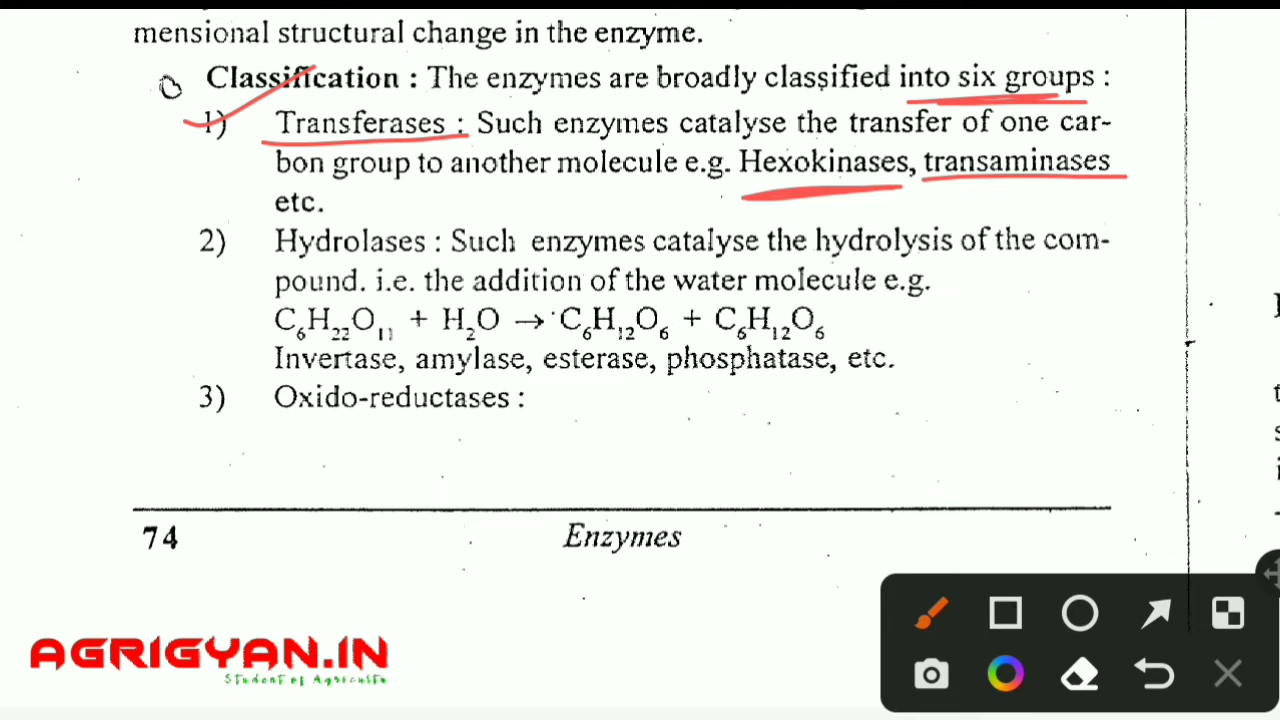 mensional structural change in the enzyme.
Classification : The enzymes are broadly classified into six groups :
1) Transferases : Such enzymes catalyse the transfer of one car-
bon group to another molecule e.g. Hexokinases, transaminases
etc.
2) Hydrolases : Such enzymes catalyse the hydrolysis of the com-
pound. i.e. the addition of the water molecule e.g.
C₆H₂₂O₁₁ + H₂O → C₆H₁₂O₆ + C₆H₁₂O₆
Invertase, amylase, esterase, phosphatase, etc.
3) Oxido-reductases :
74 Enzymes
AGRIGYAN.IN
Student of Agricultu